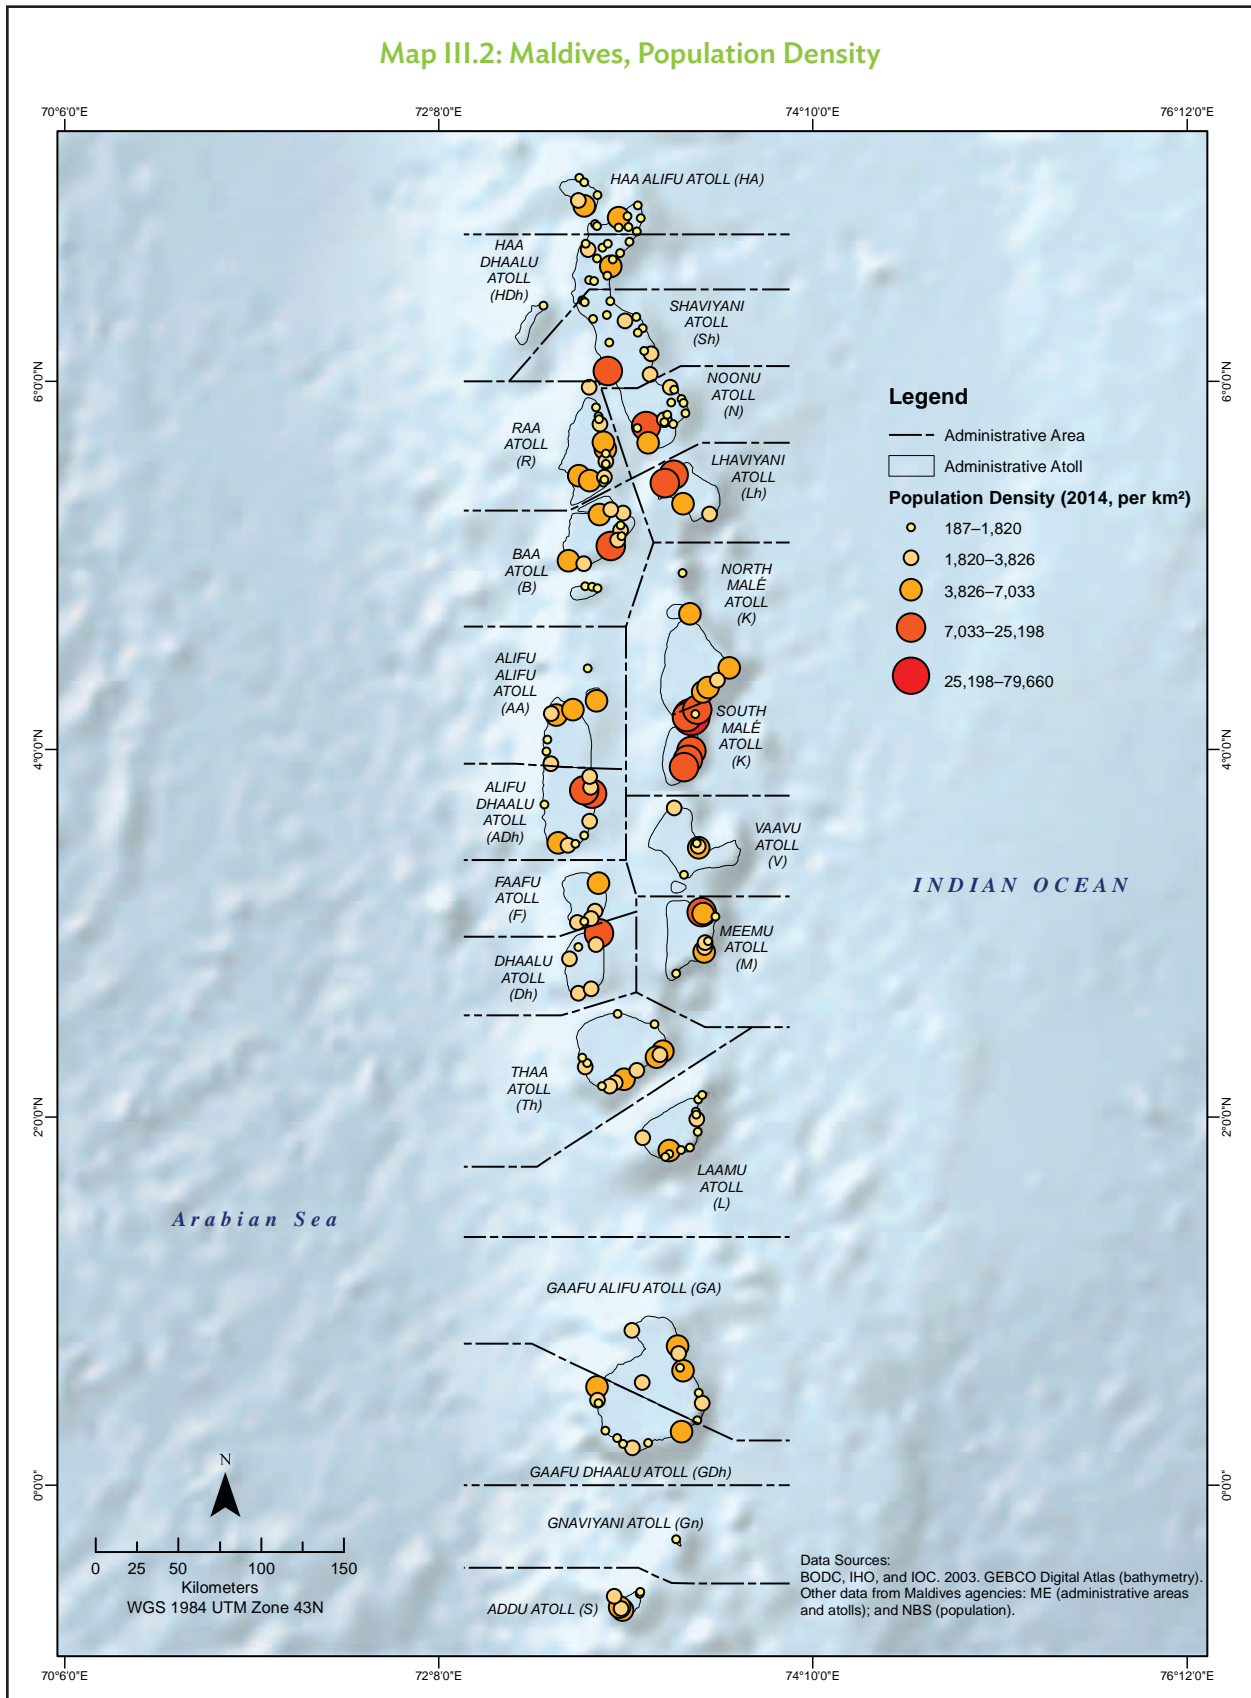 Map III.2: Maldives, Population Density
70°6'0"E
72°8'0"E
74°10'0"E
76°12'0"E
HAA ALIFU ATOLL (HA)
HAA
DHAALU
ATOLL
(HDh)
SHAVIYANI
ATOLL
(Sh)
6°0'0"N
6°0'0"N
NOONU
ATOLL
(N)
RAA
ATOLL
(R)
LHAVIYANI
ATOLL
(Lh)
BAA
ATOLL
(B)
NORTH
MALÉ
ATOLL
(K)
Legend
Administrative Area
Administrative Atoll
Population Density (2014, per km²)
187–1,820
1,820–3,826
3,826–7,033
7,033–25,198
25,198–79,660
ALIFU
ALIFU
ATOLL
(AA)
SOUTH
MALÉ
ATOLL
(K)
4°0'0"N
4°0'0"N
ALIFU
DHAALU
ATOLL
(ADh)
VAAVU
ATOLL
(V)
INDIAN OCEAN
FAAFU
ATOLL
(F)
MEEMU
ATOLL
(M)
DHAALU
ATOLL
(Dh)
THAA
ATOLL
(Th)
2°0'0"N
2°0'0"N
LAAMU
ATOLL
(L)
Arabian Sea
GAAFU ALIFU ATOLL (GA)
GAAFU DHAALU ATOLL (GDh)
0°0'0"
0°0'0"
GNAVIYANI ATOLL (Gn)
ADDU ATOLL (S)
N
0 25 50 100 150
Kilometers
WGS 1984 UTM Zone 43N
Data Sources:
BODC, IHO, and IOC. 2003. GEBCO Digital Atlas (bathymetry).
Other data from Maldives agencies: ME (administrative areas
and atolls); and NBS (population).
70°6'0"E
72°8'0"E
74°10'0"E
76°12'0"E